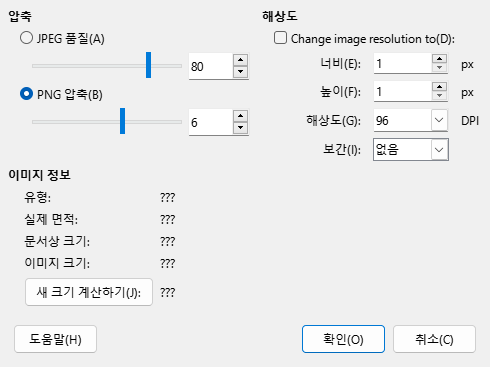 압축
JPEG 품질(A)
80
PNG 압축(B)
6
해상도
Change image resolution to(D):
너비(E): 1 px
높이(F): 1 px
해상도(G): 96 DPI
보간(I): 없음
이미지 정보
유형: ???
실제 면적: ???
문서상 크기: ???
이미지 크기: ???
새 크기 계산하기(J): ???
도움말(H)
확인(O)
취소(C)